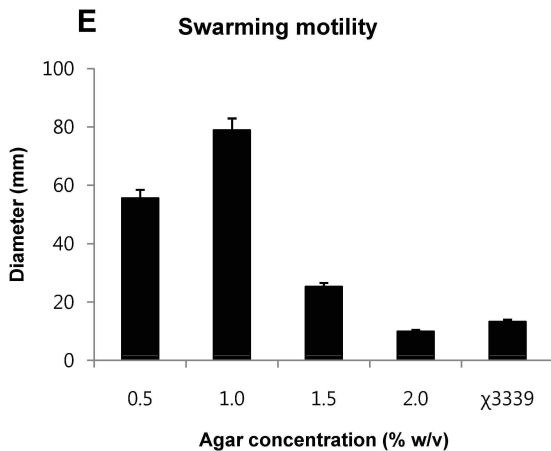 E
Swarming motility
Diameter (mm)
100
80
60
40
20
0
0.5 1.0 1.5 2.0 χ3339
Agar concentration (% w/v)